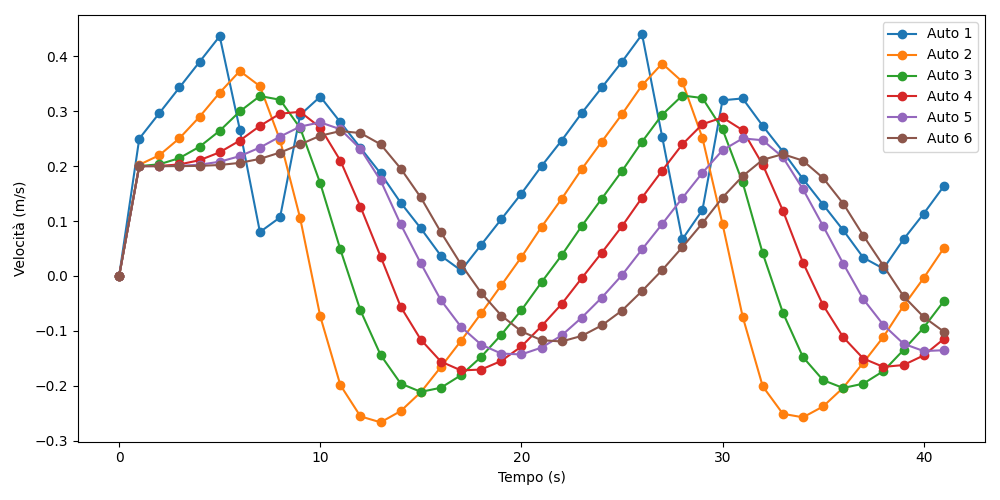 Auto 1
Auto 2
Auto 3
Auto 4
Auto 5
Auto 6
Velocità (m/s)
0.4
0.3
0.2
0.1
0.0
−0.1
−0.2
−0.3
0 10 20 30 40
Tempo (s)